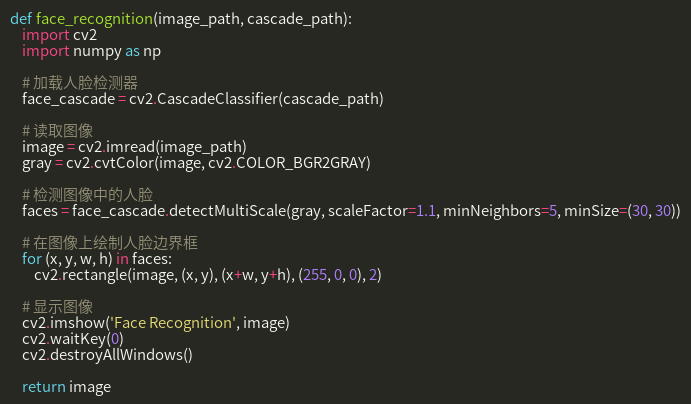 def face_recognition(image_path, cascade_path):
    import cv2
    import numpy as np

    # 加载人脸检测器
    face_cascade = cv2.CascadeClassifier(cascade_path)

    # 读取图像
    image = cv2.imread(image_path)
    gray = cv2.cvtColor(image, cv2.COLOR_BGR2GRAY)

    # 检测图像中的人脸
    faces = face_cascade.detectMultiScale(gray, scaleFactor=1.1, minNeighbors=5, minSize=(30, 30))

    # 在图像上绘制人脸边界框
    for (x, y, w, h) in faces:
        cv2.rectangle(image, (x, y), (x+w, y+h), (255, 0, 0), 2)

    # 显示图像
    cv2.imshow('Face Recognition', image)
    cv2.waitKey(0)
    cv2.destroyAllWindows()

    return image